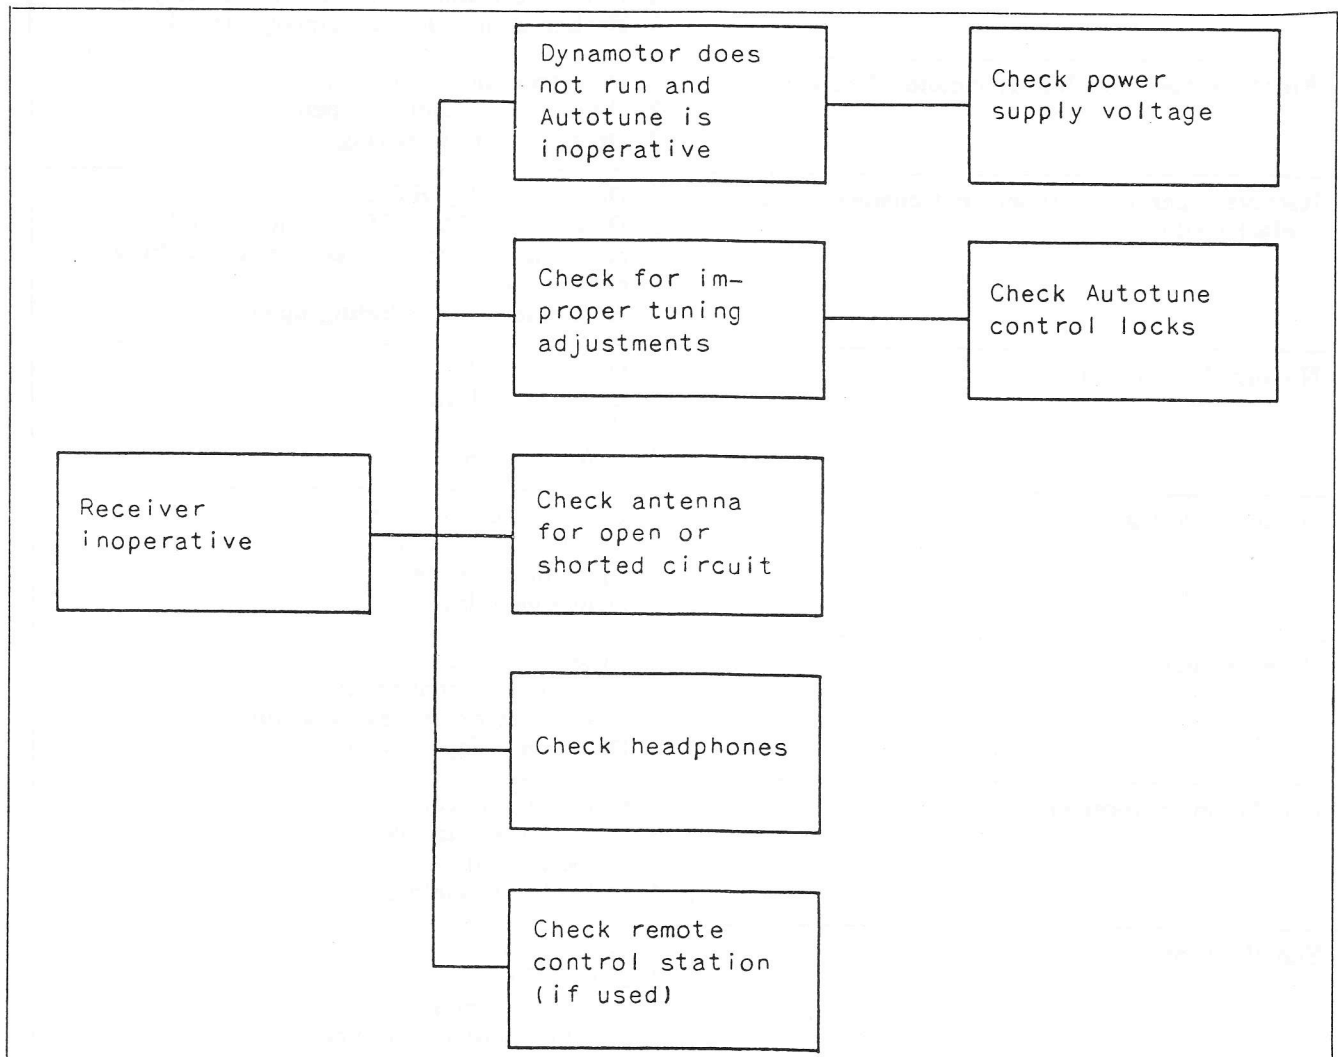 Dynamotor does
not run and
Autotune is
inoperative
Check power
supply voltage
Check for im-
proper tuning
adjustments
Check Autotune
control locks
Receiver
inoperative
Check antenna
for open or
shorted circuit
Check headphones
Check remote
control station
(if used)